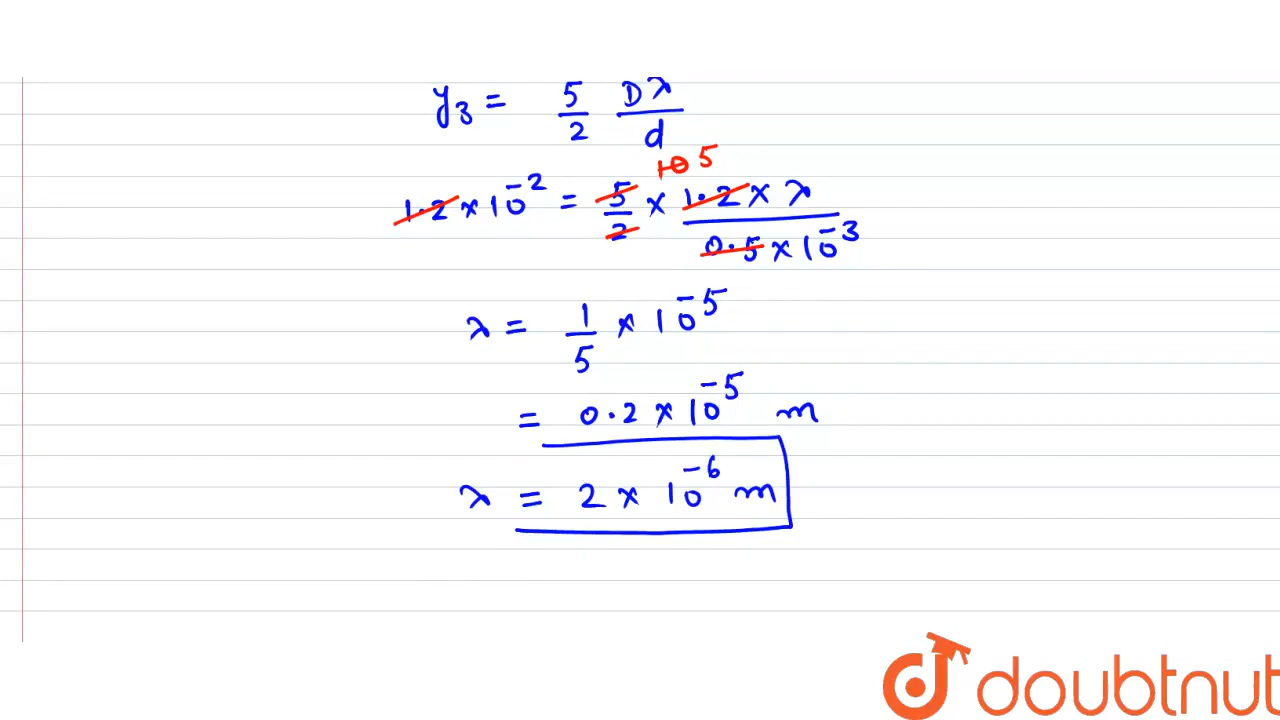 y₃ = 5/2 Dλ/d
10 5
1.2 × 10⁻² = 5/2 × 1.2 × λ / 0.5 × 10⁻³
λ = 1/5 × 10⁻⁵
= 0.2 × 10⁻⁵ m
λ = 2 × 10⁻⁶ m
doubtnut